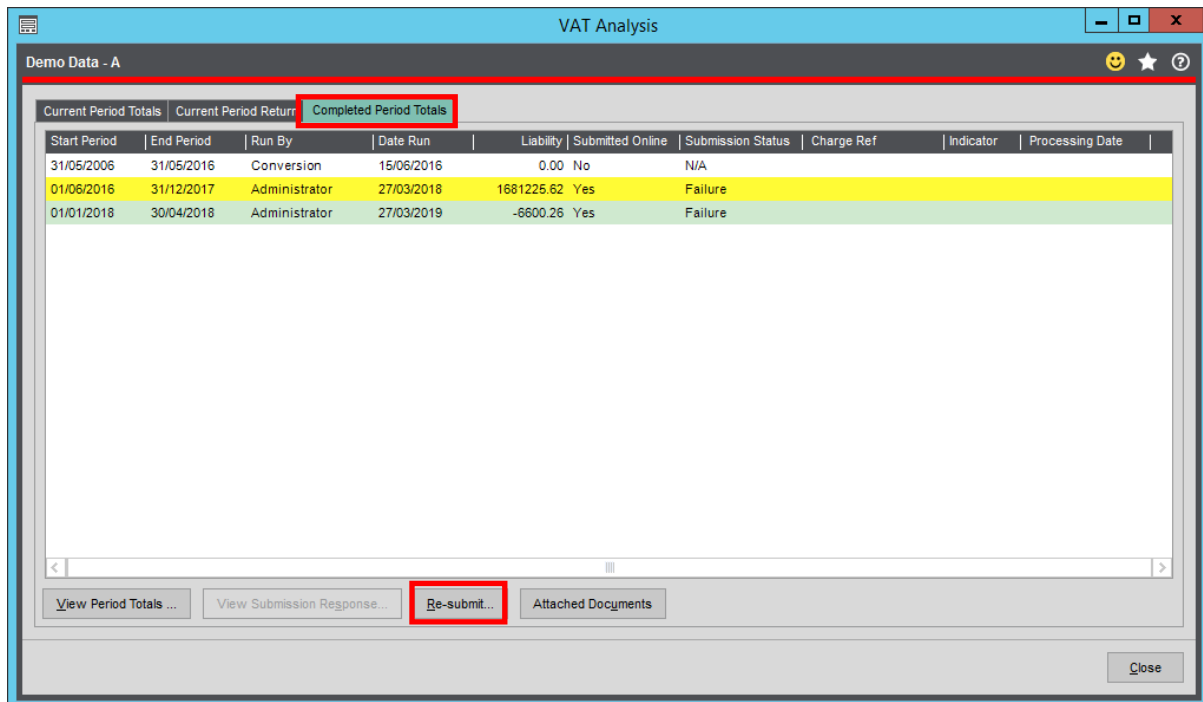 VAT Analysis
Demo Data - A
Current Period Totals Current Period Return Completed Period Totals
Start Period End Period Run By Date Run Liability Submitted Online Submission Status Charge Ref Indicator Processing Date
31/05/2006 31/05/2016 Conversion 15/06/2016 0.00 No N/A
01/06/2016 31/12/2017 Administrator 27/03/2018 1681225.62 Yes Failure
01/01/2018 30/04/2018 Administrator 27/03/2019 -6600.26 Yes Failure
View Period Totals ... View Submission Response... Re-submit... Attached Documents
Close